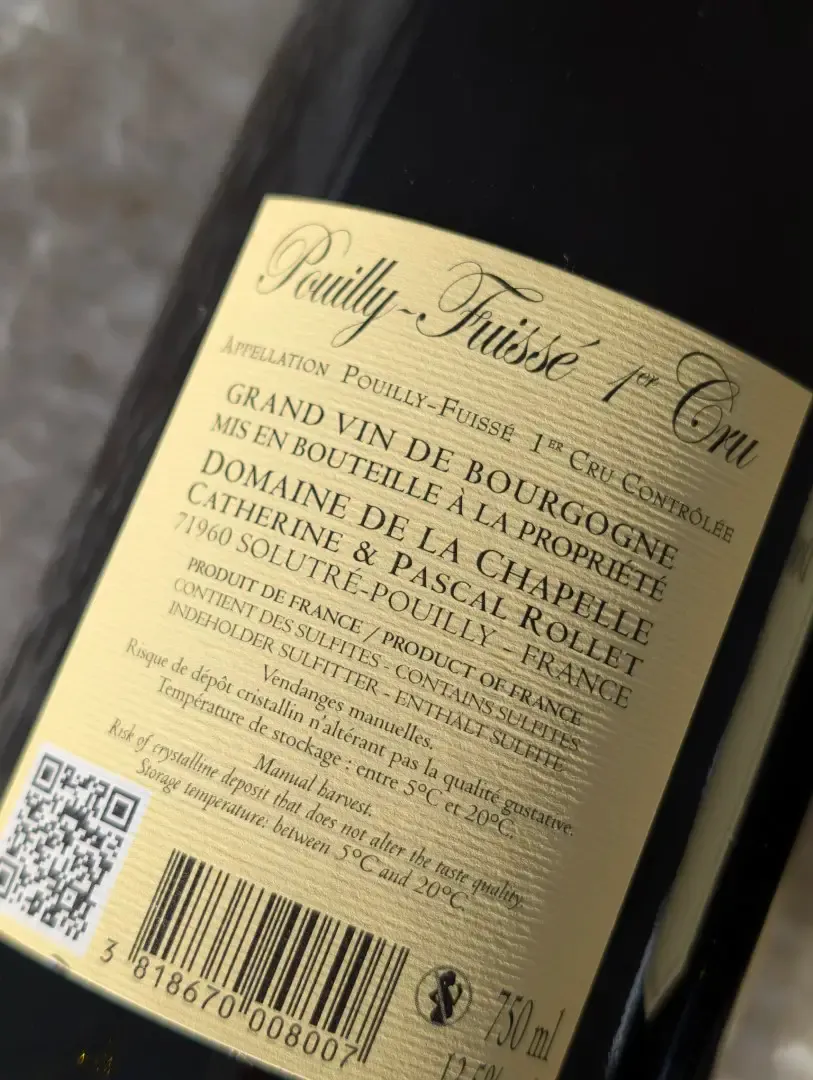 Pouilly-Fuissé 1er Cru
APPELLATION POUILLY-FUISSÉ 1ER CRU CONTRÔLÉE
GRAND VIN DE BOURGOGNE
MIS EN BOUTEILLE À LA PROPRIÉTÉ
DOMAINE DE LA CHAPELLE
CATHERINE & PASCAL ROLLET
71960 SOLUTRÉ-POUILLY - FRANCE
PRODUIT DE FRANCE / PRODUCT OF FRANCE
CONTIENT DES SULFITES - CONTAINS SULFITES
INDEHOLDER SULFITTER - ENTHÄLT SULFITE
Vendanges manuelles.
Risque de dépôt cristallin n'altérant pas la qualité gustative.
Température de stockage : entre 5°C et 20°C.
Manual harvest.
Risk of crystalline deposit that does not alter the taste quality.
Storage temperature: between 5°C and 20°C
3 818670 008007
750 ml